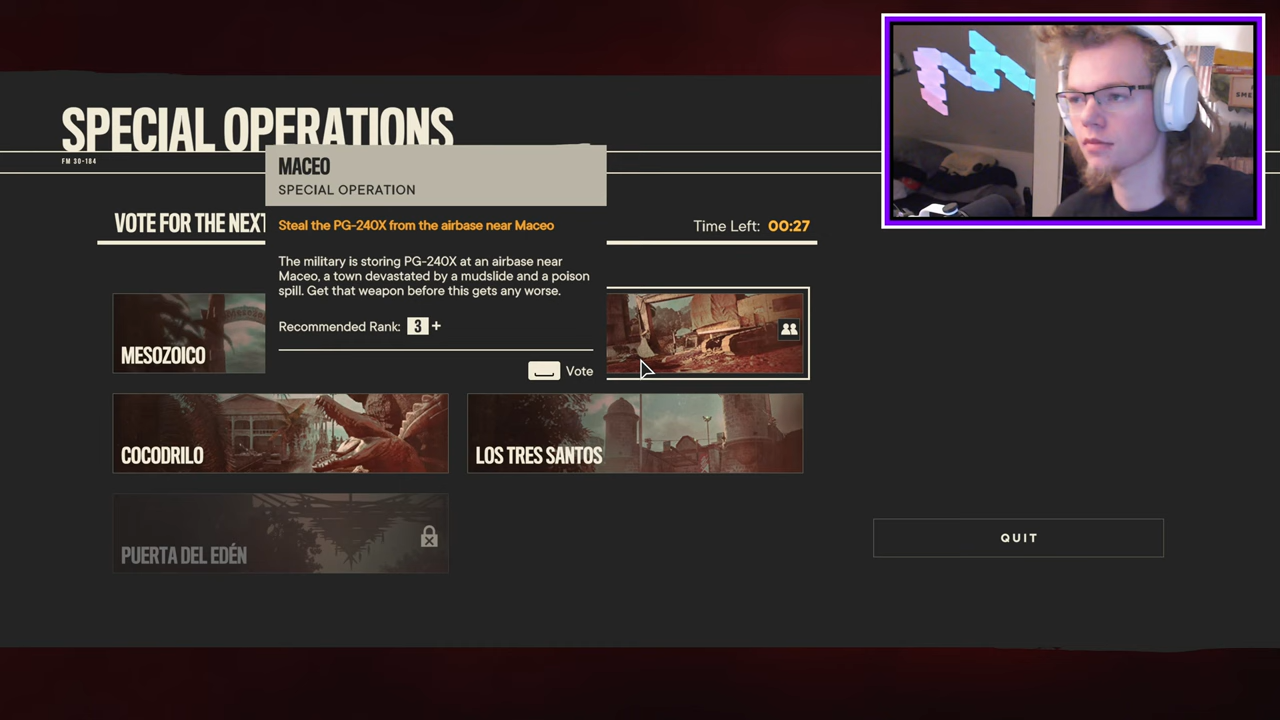 SPECIAL OPERATIONS
FM 30-184
MACEO
SPECIAL OPERATION
VOTE FOR THE NEXT
Time Left: 00:27
Steal the PG-240X from the airbase near Maceo
The military is storing PG-240X at an airbase near
Maceo, a town devastated by a mudslide and a poison
spill. Get that weapon before this gets any worse.
Recommended Rank: 3 +
Vote
MESOZOICO
COCODRILO
LOS TRES SANTOS
PUERTA DEL EDÉN
QUIT